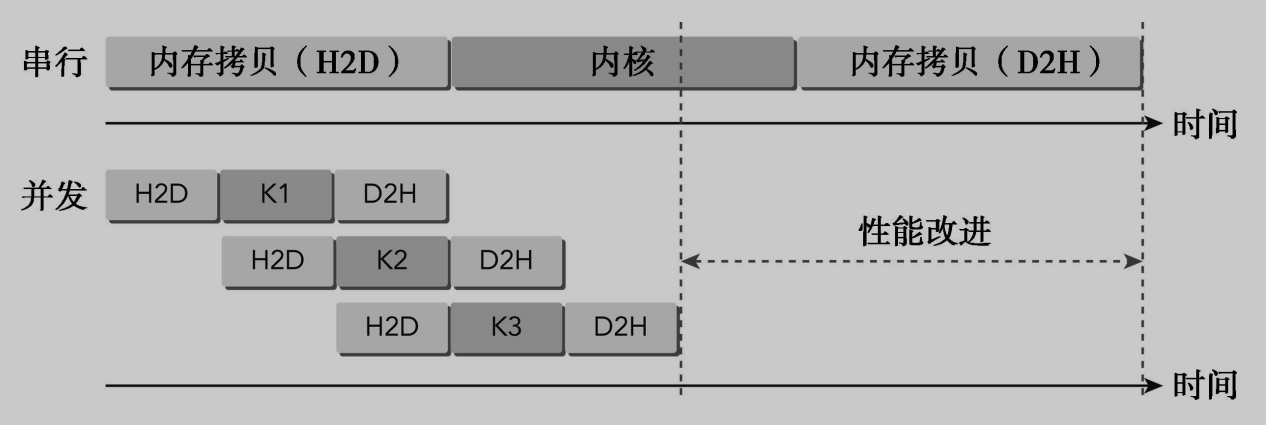 串行 内存拷贝（H2D） 内核 内存拷贝（D2H）
时间
并发 H2D K1 D2H
H2D K2 D2H
性能改进
H2D K3 D2H
时间